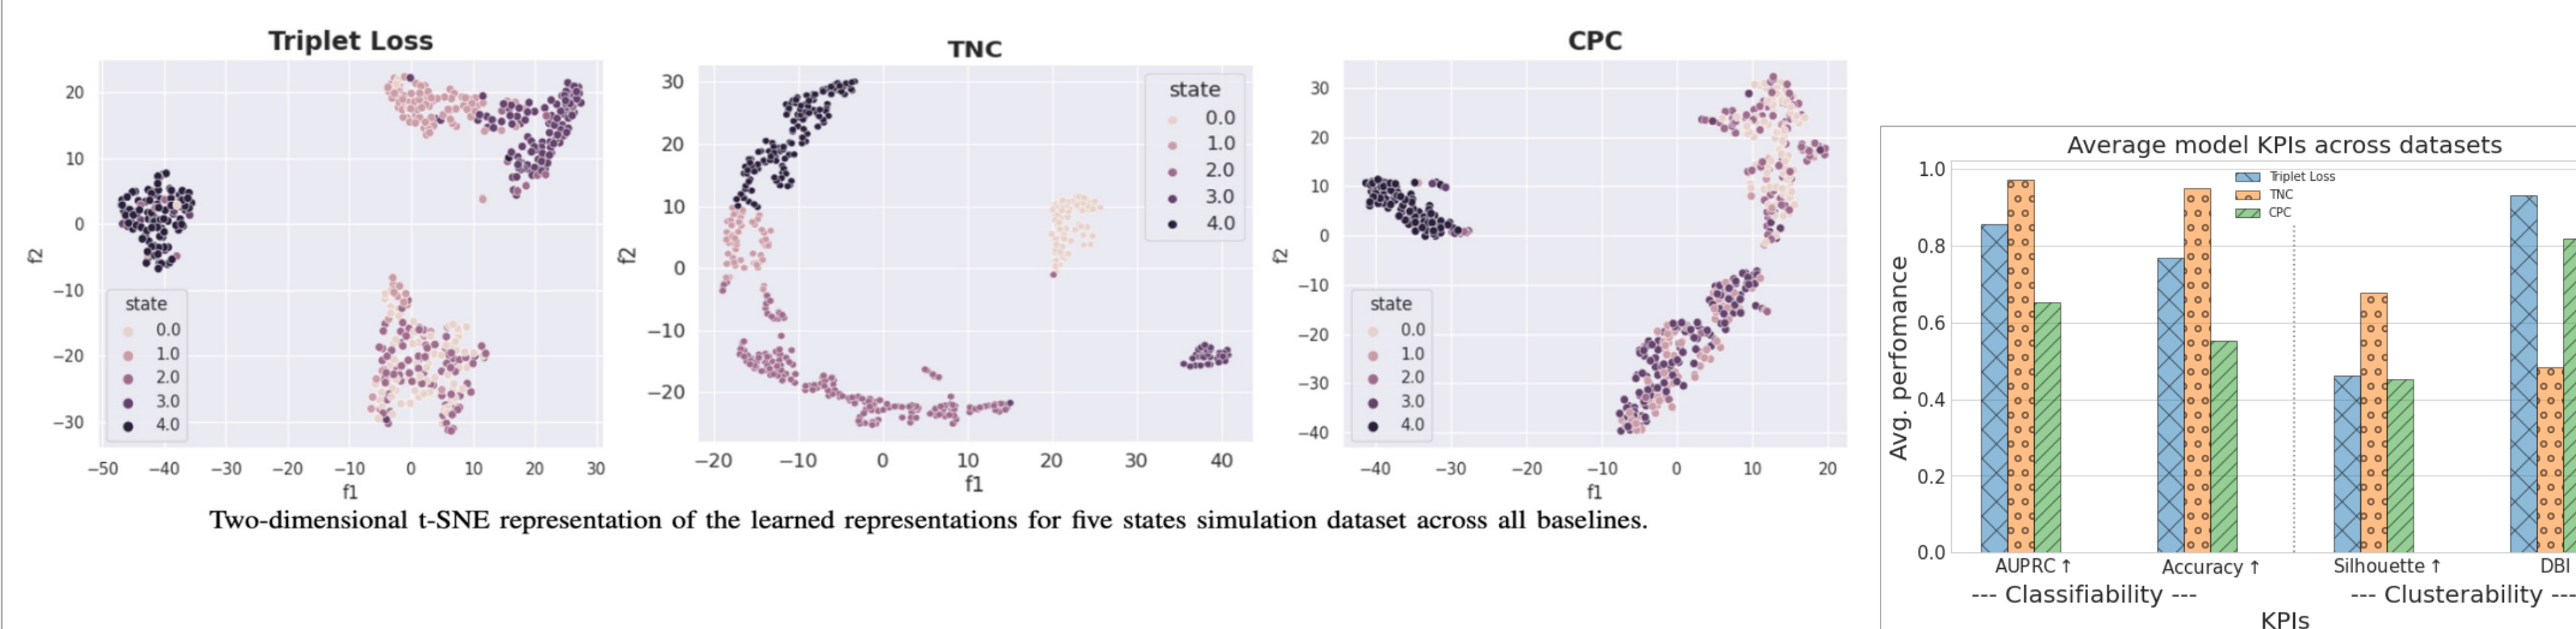 Triplet Loss
20
10
0
−10
−20
−30
f2
state
0.0
1.0
2.0
3.0
4.0
−50 −40 −30 −20 −10 0 10 20 30
f1
TNC
30
20
10
0
−10
−20
f2
state
0.0
1.0
2.0
3.0
4.0
−20 −10 0 10 20 30 40
f1
CPC
30
20
10
0
−10
−20
−30
−40
f2
state
0.0
1.0
2.0
3.0
4.0
−40 −30 −20 −10 0 10 20
f1
Two-dimensional t-SNE representation of the learned representations for five states simulation dataset across all baselines.
Average model KPIs across datasets
Triplet Loss
TNC
CPC
1.0
0.8
0.6
0.4
0.2
0.0
Avg. perfomance
AUPRC ↑ Accuracy ↑ Silhouette ↑ DBI
--- Classifiability --- --- Clusterability ---
KPIs